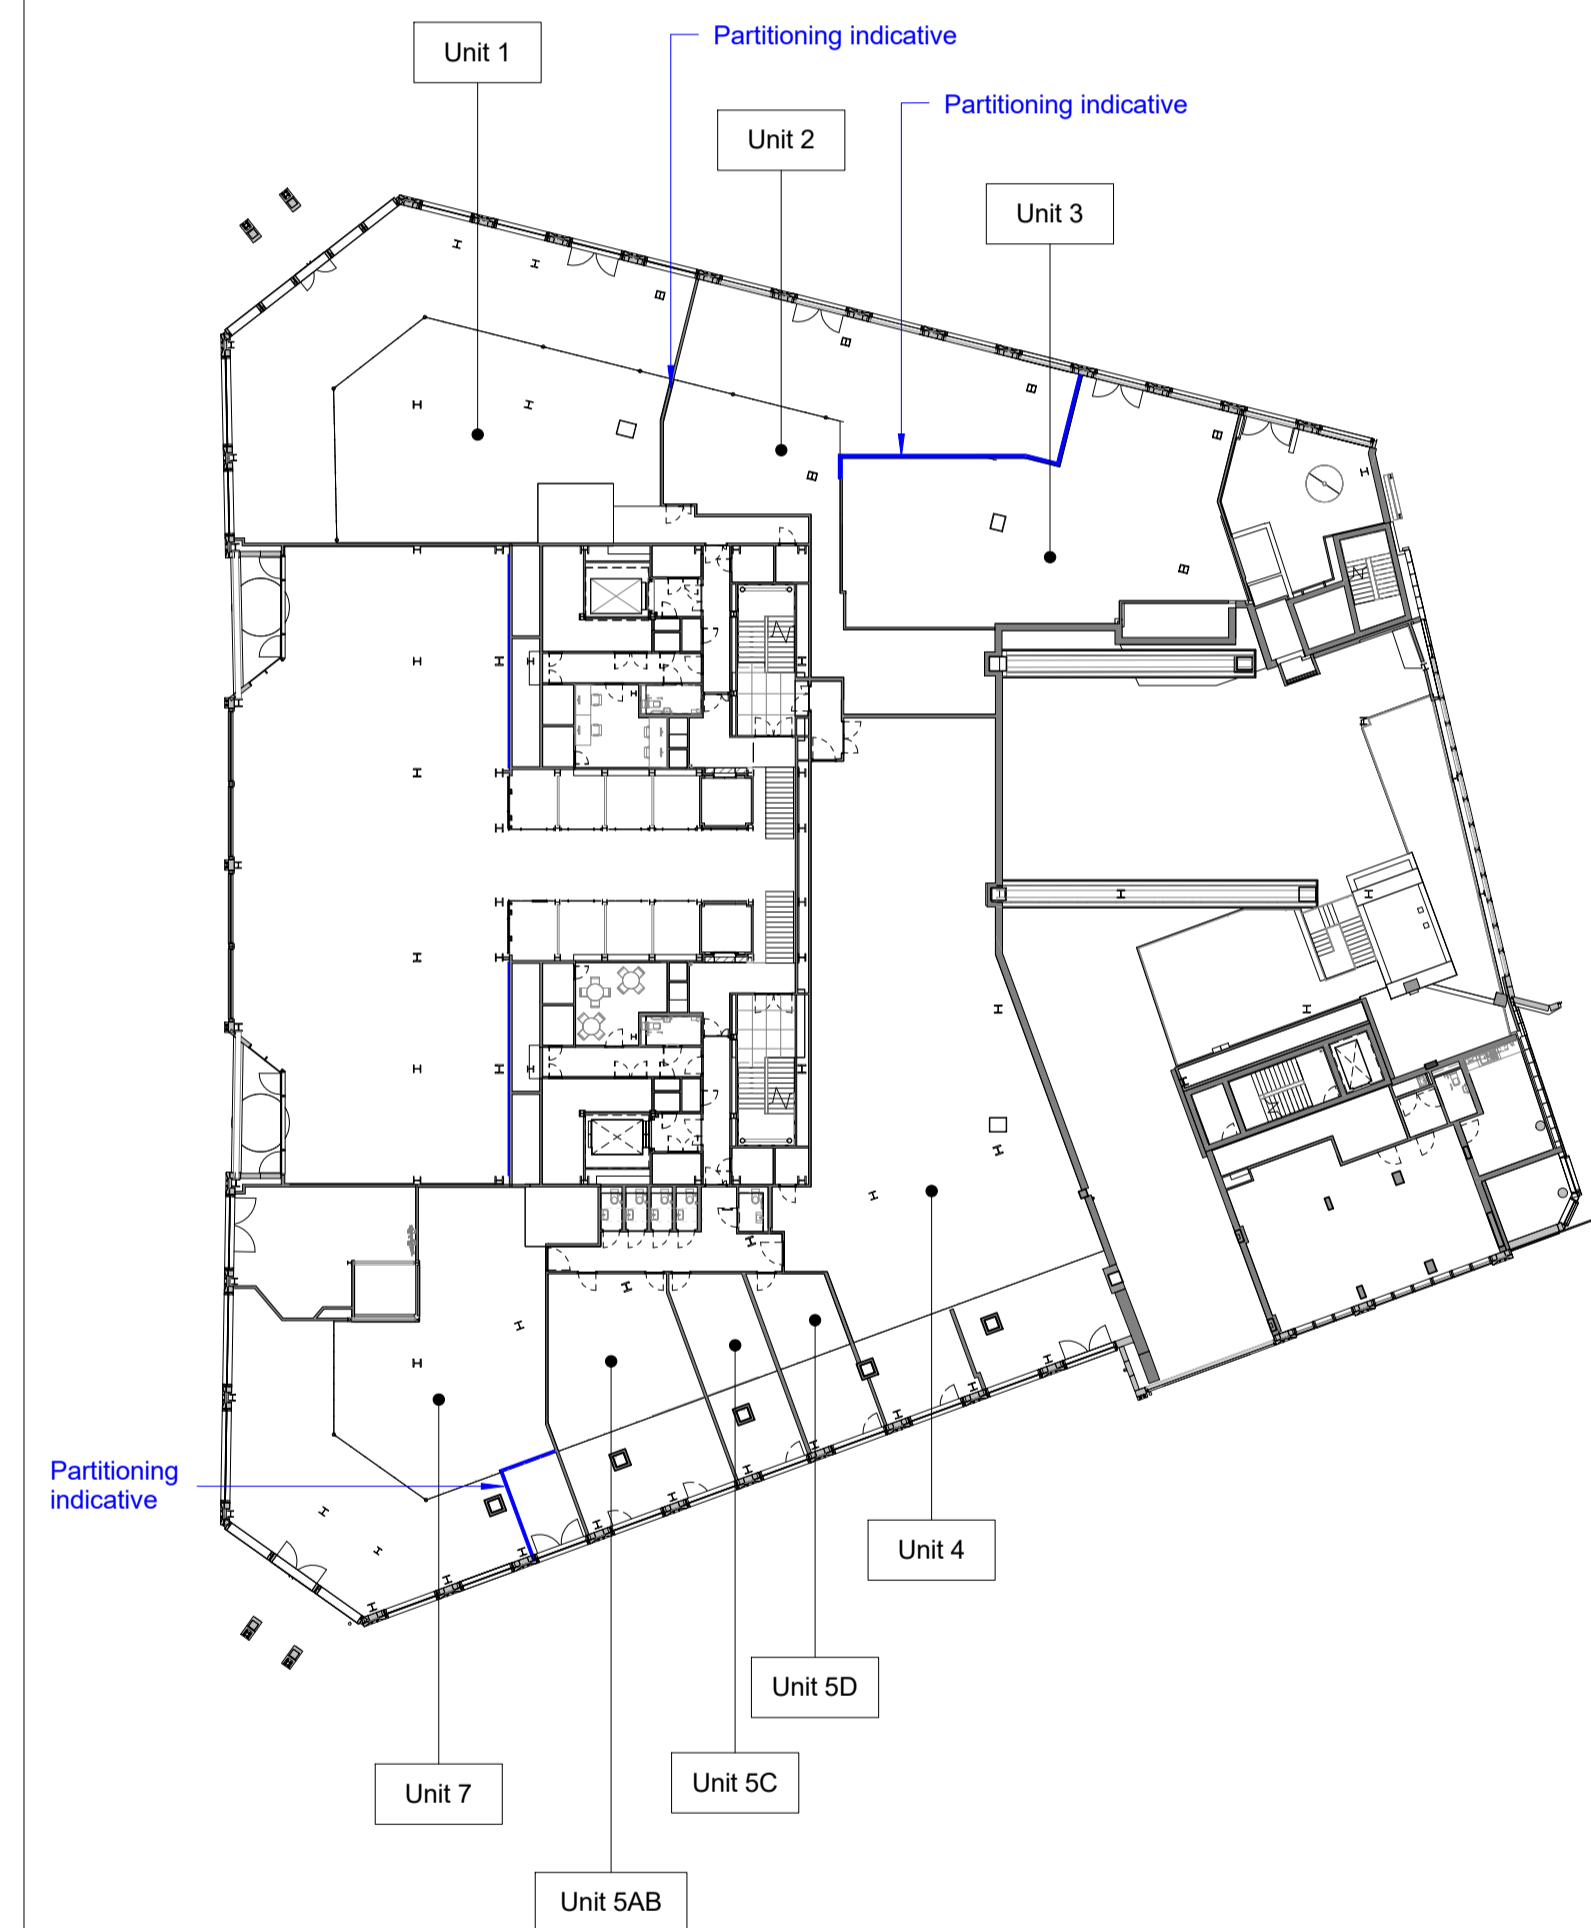 Unit 1
Partitioning indicative
Partitioning indicative
Unit 2
Unit 3
Partitioning
indicative
Unit 4
Unit 5D
Unit 5C
Unit 7
Unit 5AB